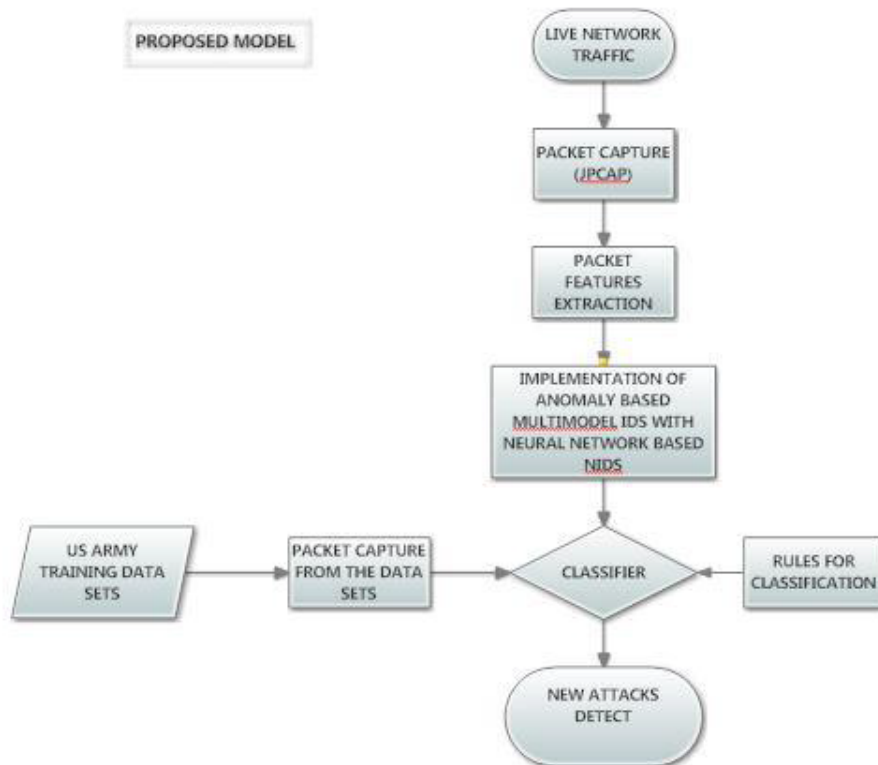 PROPOSED MODEL
LIVE NETWORK
TRAFFIC
PACKET CAPTURE
(JPCAP)
PACKET
FEATURES
EXTRACTION
IMPLEMENTATION OF
ANOMALY BASED
MULTIMODEL IDS WITH
NEURAL NETWORK BASED
NIDS
US ARMY
TRAINING DATA
SETS
PACKET CAPTURE
FROM THE DATA
SETS
CLASSIFIER
RULES FOR
CLASSIFICATION
NEW ATTACKS
DETECT